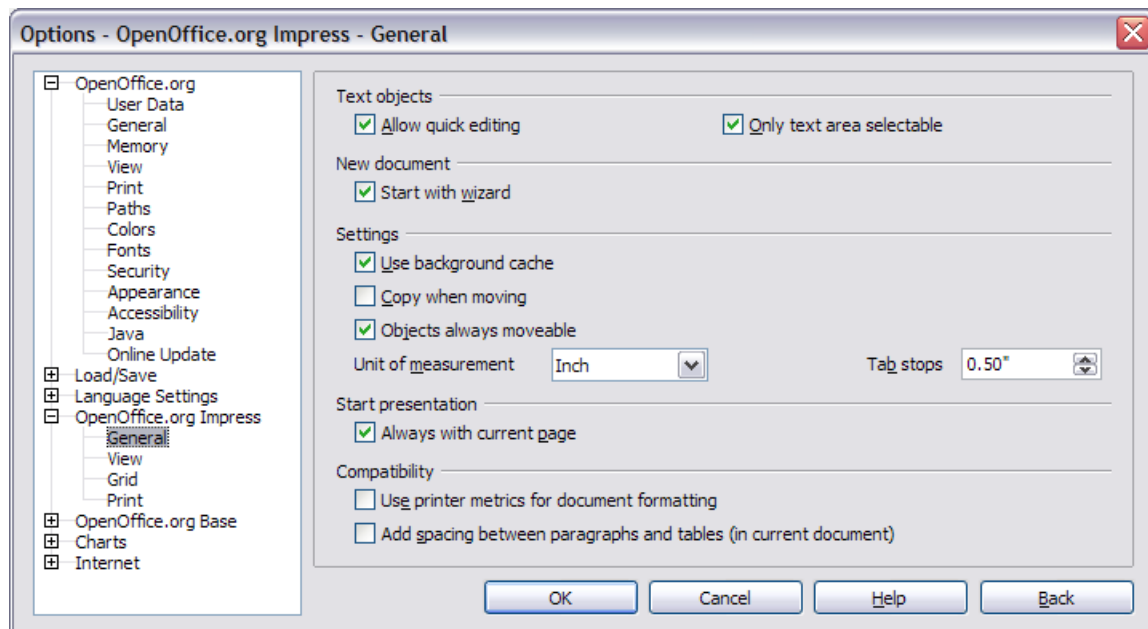 Options - OpenOffice.org Impress - General
OpenOffice.org
User Data
General
Memory
View
Print
Paths
Colors
Fonts
Security
Appearance
Accessibility
Java
Online Update
Load/Save
Language Settings
OpenOffice.org Impress
General
View
Grid
Print
OpenOffice.org Base
Charts
Internet
Text objects
Allow quick editing Only text area selectable
New document
Start with wizard
Settings
Use background cache
Copy when moving
Objects always moveable
Unit of measurement Inch Tab stops 0.50"
Start presentation
Always with current page
Compatibility
Use printer metrics for document formatting
Add spacing between paragraphs and tables (in current document)
OK Cancel Help Back